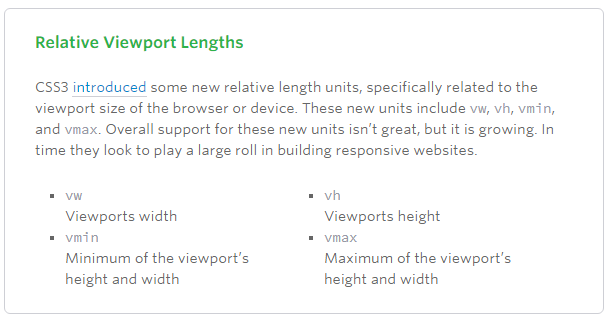 Relative Viewport Lengths
CSS3 introduced some new relative length units, specifically related to the
viewport size of the browser or device. These new units include vw, vh, vmin,
and vmax. Overall support for these new units isn’t great, but it is growing. In
time they look to play a large roll in building responsive websites.
vw
Viewports width
vmin
Minimum of the viewport’s
height and width
vh
Viewports height
vmax
Maximum of the viewport’s
height and width